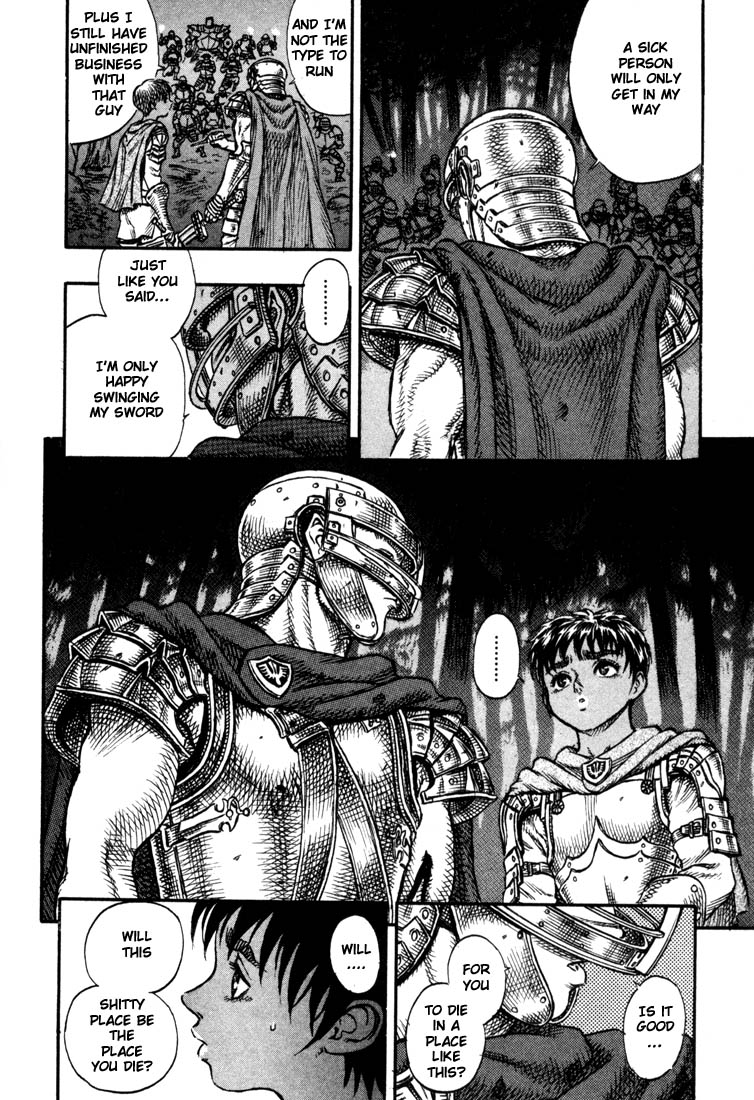 A SICK
PERSON
WILL ONLY
GET IN MY
WAY
AND I'M
NOT THE
TYPE TO
RUN
PLUS I
STILL HAVE
UNFINISHED
BUSINESS
WITH
THAT
GUY
.........
JUST
LIKE YOU
SAID...
I'M ONLY
HAPPY
SWINGING
MY SWORD
.........
IS IT
GOOD
...
FOR
YOU
TO DIE
IN A
PLACE
LIKE
THIS?
WILL
....
WILL
THIS
SHITTY
PLACE BE
THE
PLACE
YOU DIE?